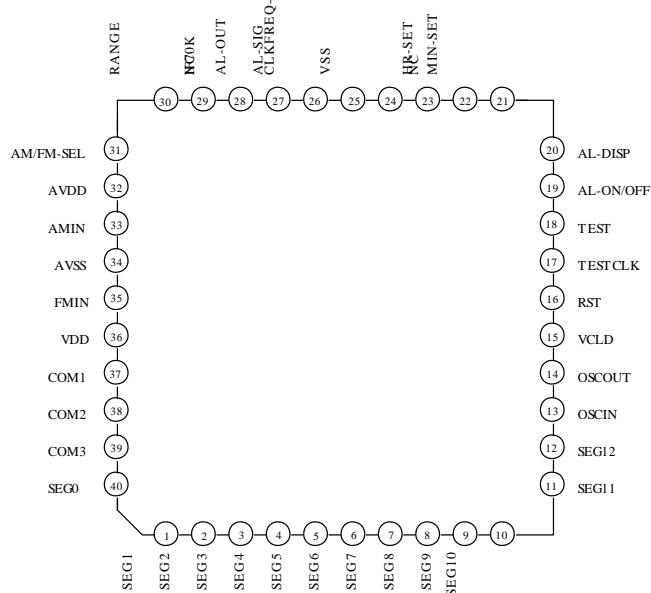 RANGE
AL-OUT
AL-SIG
CLKFREQ-
VSS
HR-SET
NC
MIN-SET
30 29 28 27 26 25 24 23 22 21
AM/FM-SEL 31 20 AL-DISP
AVDD 32 19 AL-ON/OFF
AMIN 33 18 TEST
AVSS 34 17 TESTCLK
FMIN 35 16 RST
VDD 36 15 VCLD
COM1 37 14 OSCOUT
COM2 38 13 OSCIN
COM3 39 12 SEG12
SEG0 40 11 SEG11
1 2 3 4 5 6 7 8 9 10
SEG1
SEG2
SEG3
SEG4
SEG5
SEG6
SEG7
SEG8
SEG9
SEG10